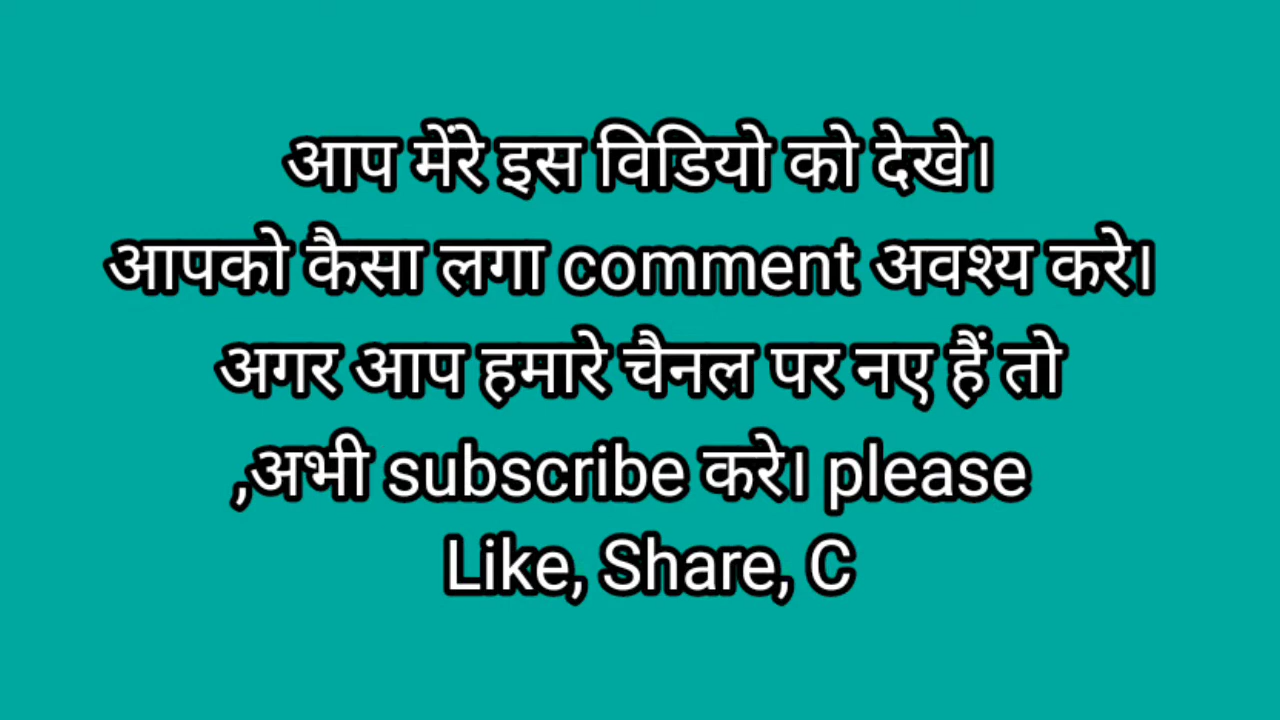 आप मेंरे इस विडियो को देखे।
आपको कैसा लगा comment अवश्य करे।
अगर आप हमारे चैनल पर नए हैं तो
,अभी subscribe करे। please
Like, Share, C